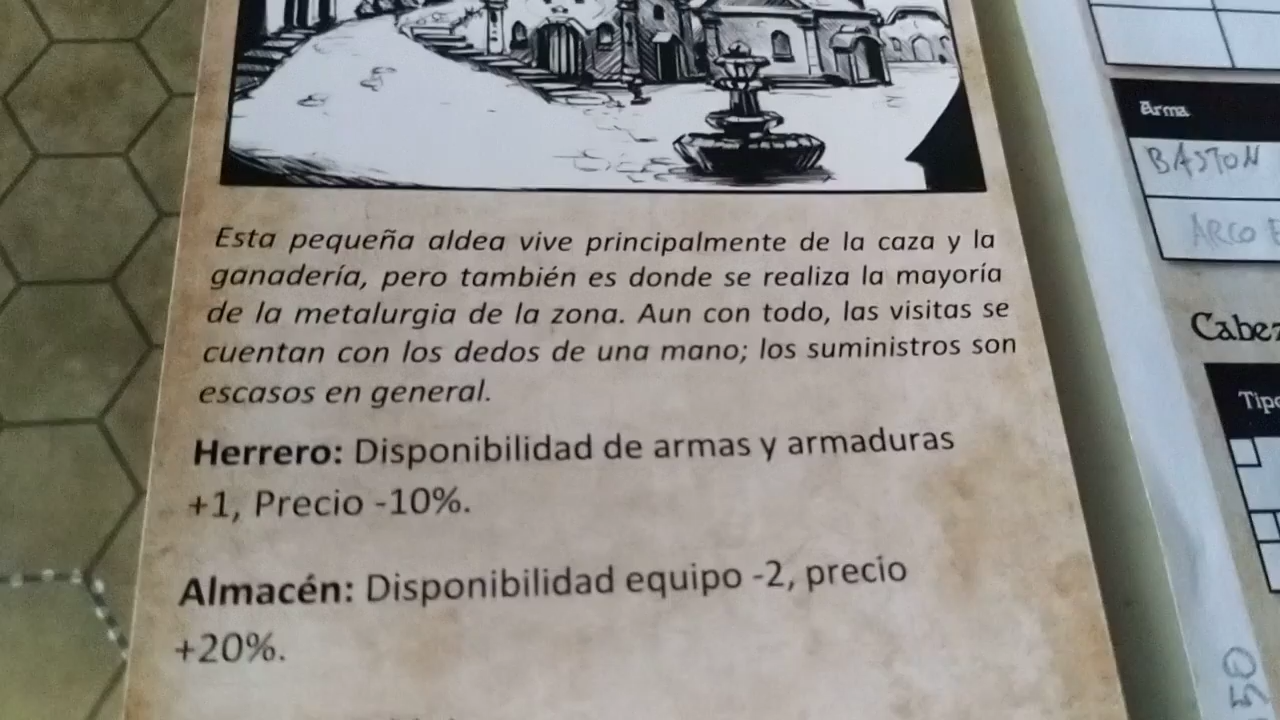 Esta pequeña aldea vive principalmente de la caza y la
ganadería, pero también es donde se realiza la mayoría
de la metalurgia de la zona. Aun con todo, las visitas se
cuentan con los dedos de una mano; los suministros son
escasos en general.
Herrero: Disponibilidad de armas y armaduras
+1, Precio -10%.
Almacén: Disponibilidad equipo -2, precio
+20%.
Arma
BASTON
ARCO
50